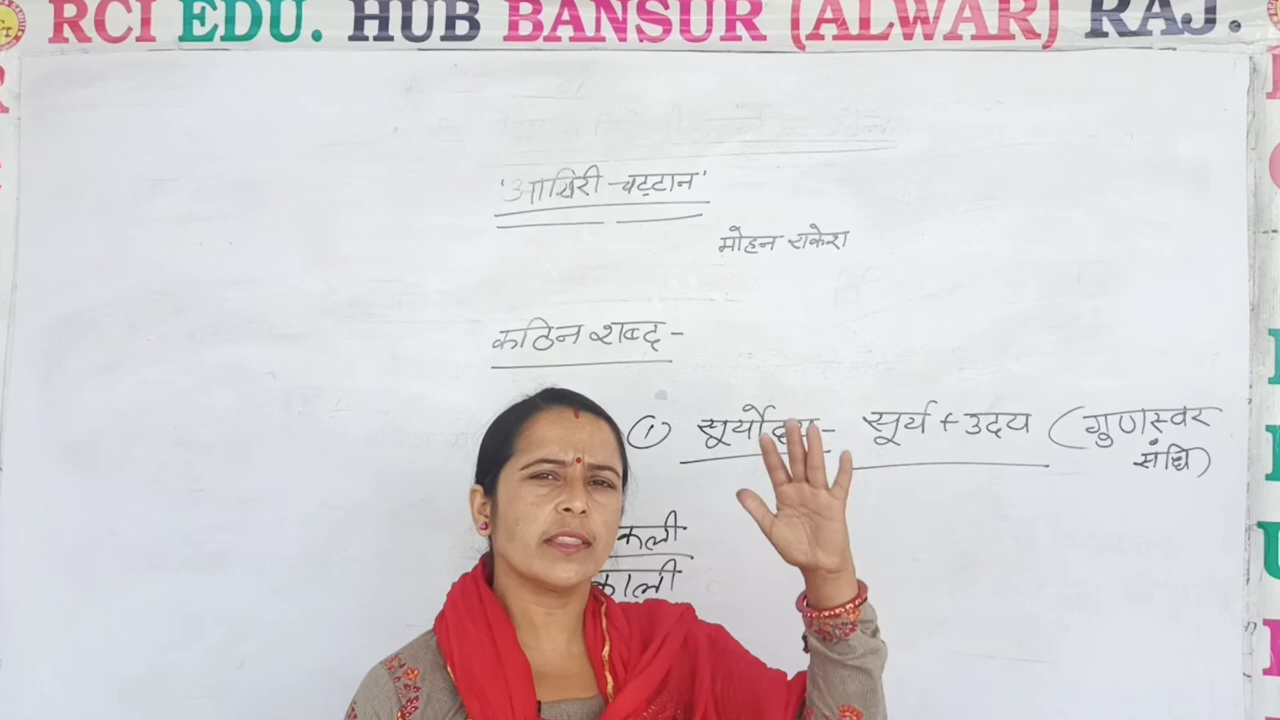 RCI EDU. HUB BANSUR (ALWAR) RAJ.
'आखिरी चट्टान'
मोहन राकेश
कठिन शब्द -
① सूर्योदय - सूर्य + उदय (गुणस्वर
संधि)
कली
काली